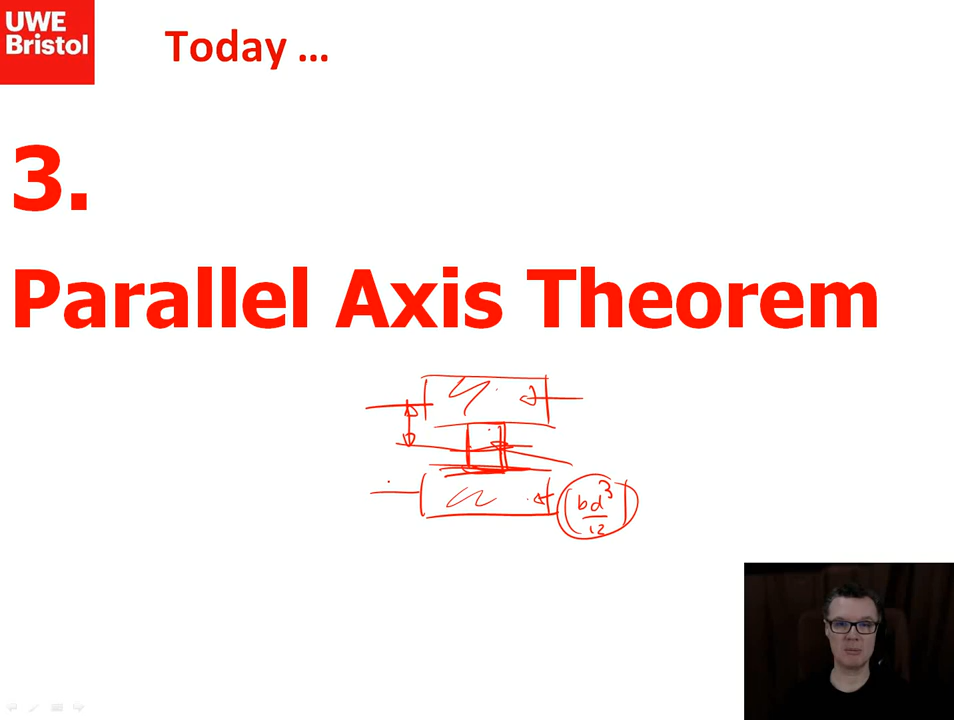 UWE
Bristol
Today ...
3.
Parallel Axis Theorem
bd³
12